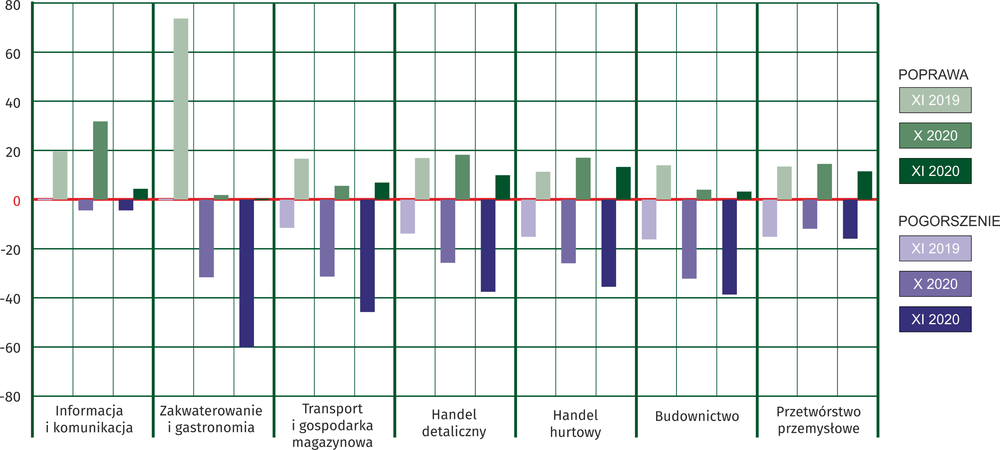 80
60
40
20
0
-20
-40
-60
-80
Informacja
i komunikacja
Zakwaterowanie
i gastronomia
Transport
i gospodarka
magazynowa
Handel
detaliczny
Handel
hurtowy
Budownictwo
Przetwórstwo
przemysłowe
POPRAWA
XI 2019
X 2020
XI 2020
POGORSZENIE
XI 2019
X 2020
XI 2020